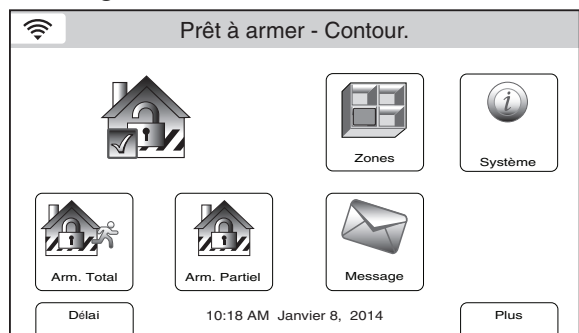 Prêt à armer - Contour.
Zones
Système
Arm. Total
Arm. Partiel
Message
Délai
10:18 AM Janvier 8, 2014
Plus